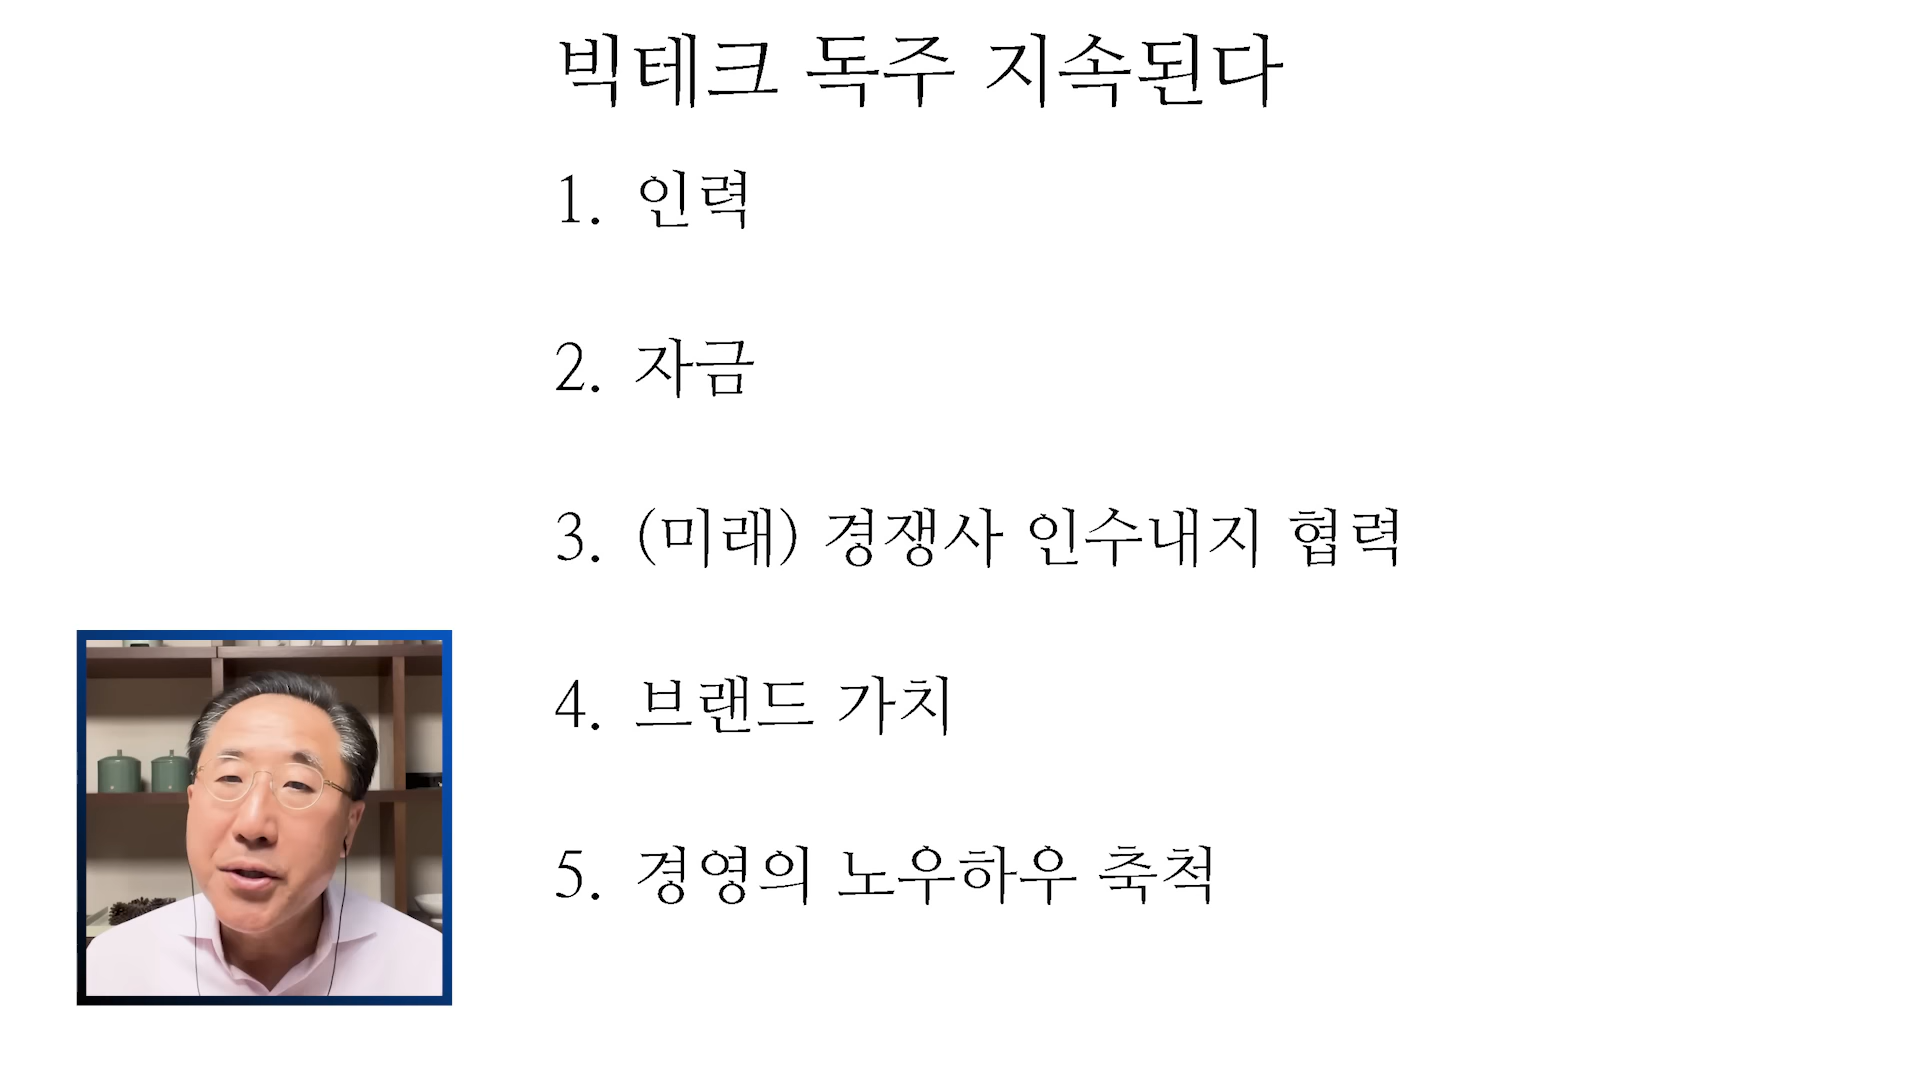 빅테크 독주 지속된다
1. 인력
2. 자금
3. (미래) 경쟁사 인수내지 협력
4. 브랜드 가치
5. 경영의 노우하우 축척